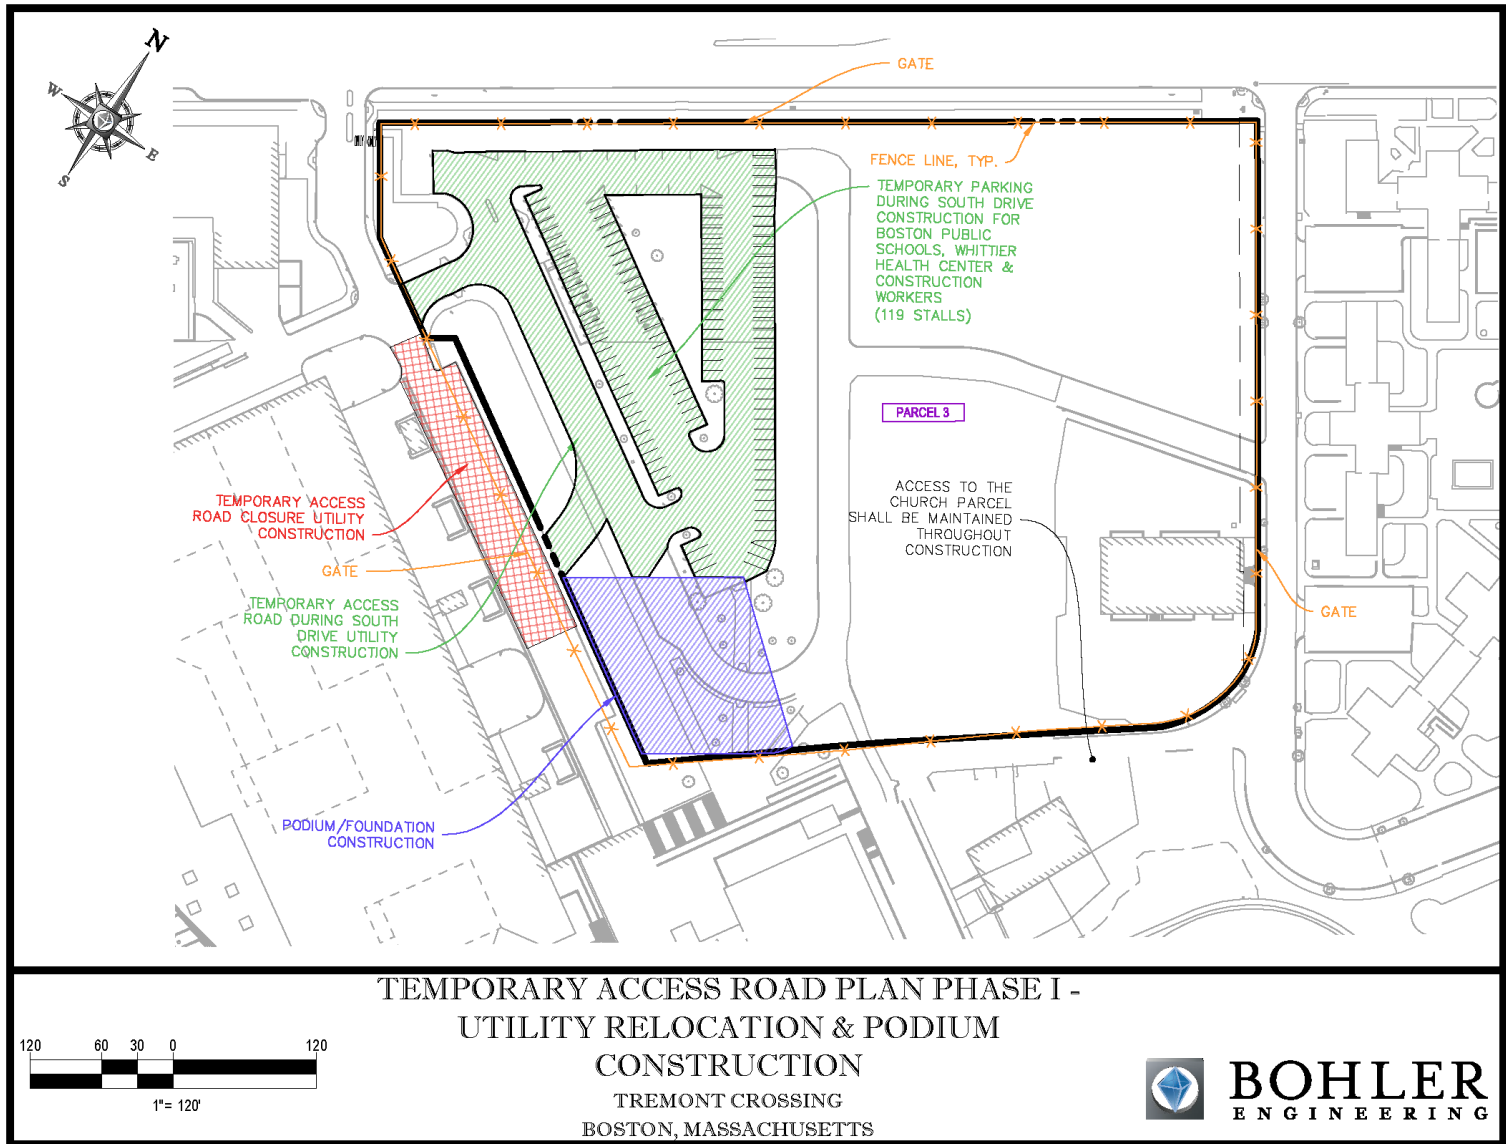 N
W
E
S
GATE
FENCE LINE, TYP.
TEMPORARY PARKING
DURING SOUTH DRIVE
CONSTRUCTION FOR
BOSTON PUBLIC
SCHOOLS, WHITTIER
HEALTH CENTER &
CONSTRUCTION
WORKERS
(119 STALLS)
PARCEL 3
ACCESS TO THE
CHURCH PARCEL
SHALL BE MAINTAINED
THROUGHOUT
CONSTRUCTION
TEMPORARY ACCESS
ROAD CLOSURE UTILITY
CONSTRUCTION
GATE
TEMPORARY ACCESS
ROAD DURING SOUTH
DRIVE UTILITY
CONSTRUCTION
GATE
PODIUM/FOUNDATION
CONSTRUCTION
TEMPORARY ACCESS ROAD PLAN PHASE I -
UTILITY RELOCATION & PODIUM
CONSTRUCTION
TREMONT CROSSING
BOSTON, MASSACHUSETTS
120 60 30 0 120
1"= 120'
BOHLER
ENGINEERING